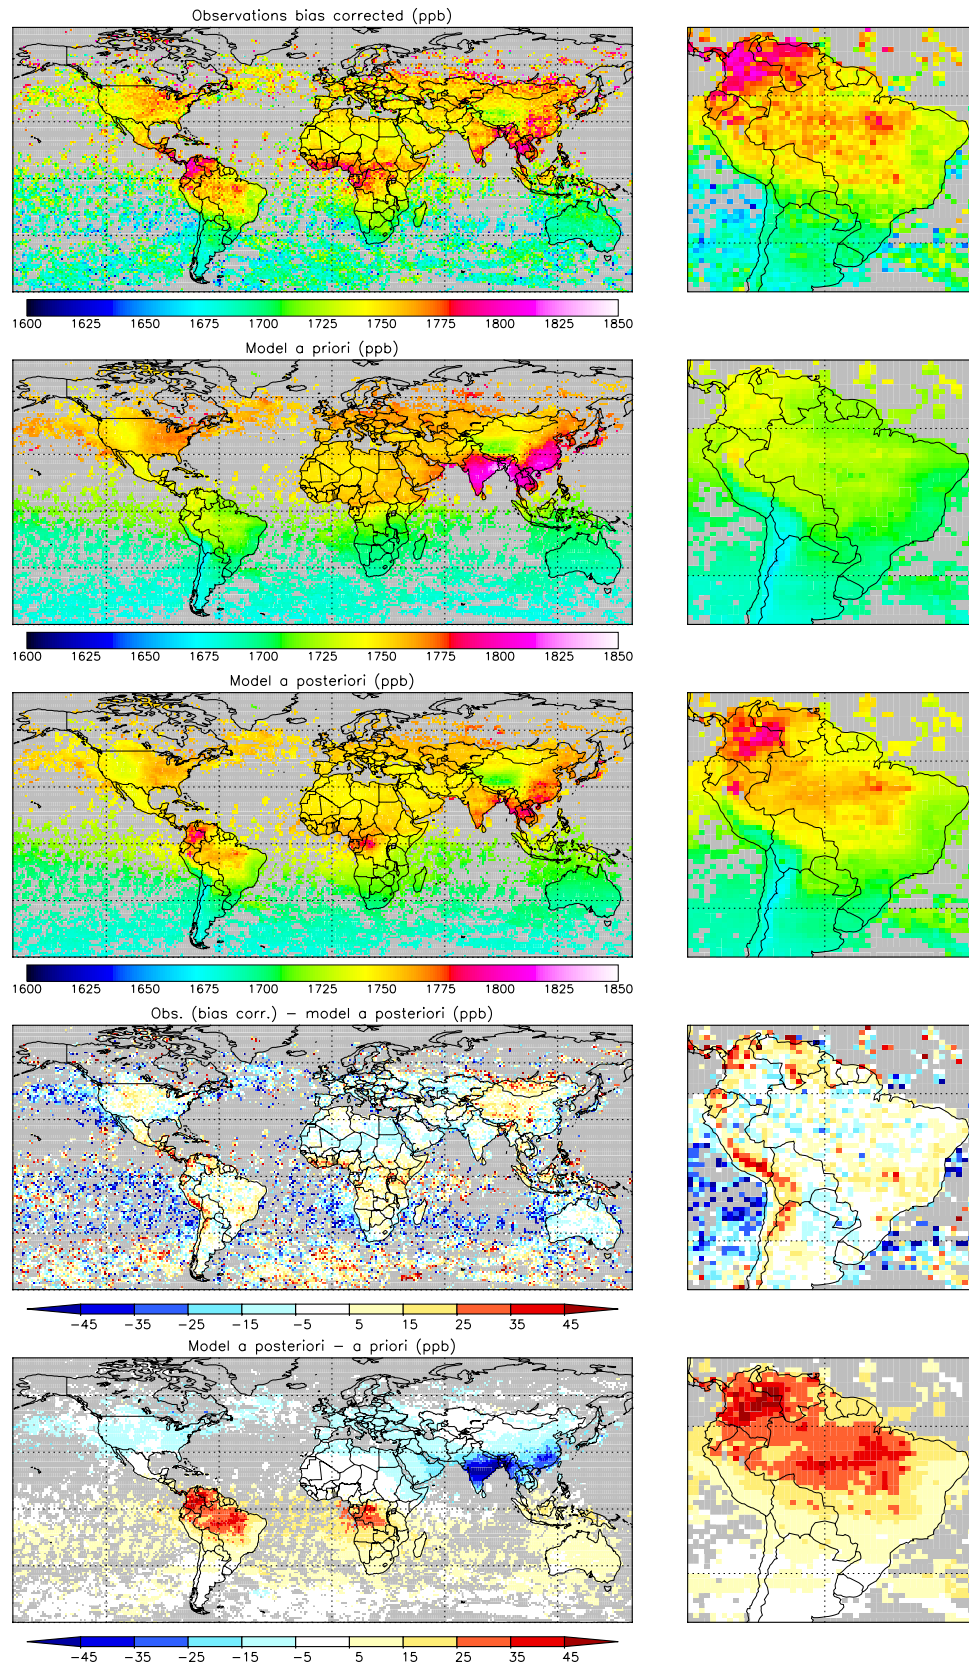 Observations bias corrected (ppb)
1600 1625 1650 1675 1700 1725 1750 1775 1800 1825 1850
Model a priori (ppb)
1600 1625 1650 1675 1700 1725 1750 1775 1800 1825 1850
Model a posteriori (ppb)
1600 1625 1650 1675 1700 1725 1750 1775 1800 1825 1850
Obs. (bias corr.) − model a posteriori (ppb)
−45 −35 −25 −15 −5 5 15 25 35 45
Model a posteriori − a priori (ppb)
−45 −35 −25 −15 −5 5 15 25 35 45